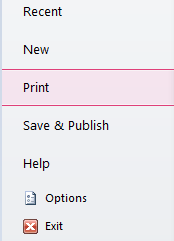 Recent
New
Print
Save & Publish
Help
Options
Exit